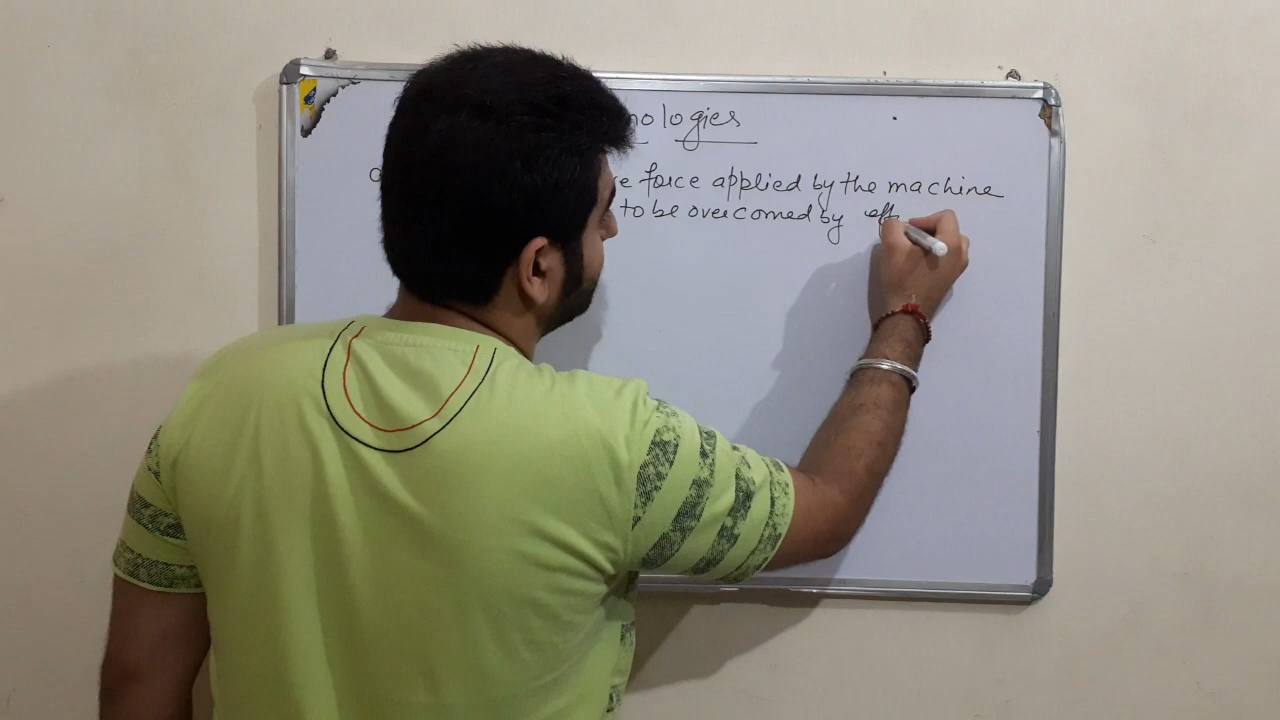 nologies
force applied by the machine
to be overcomed by eff